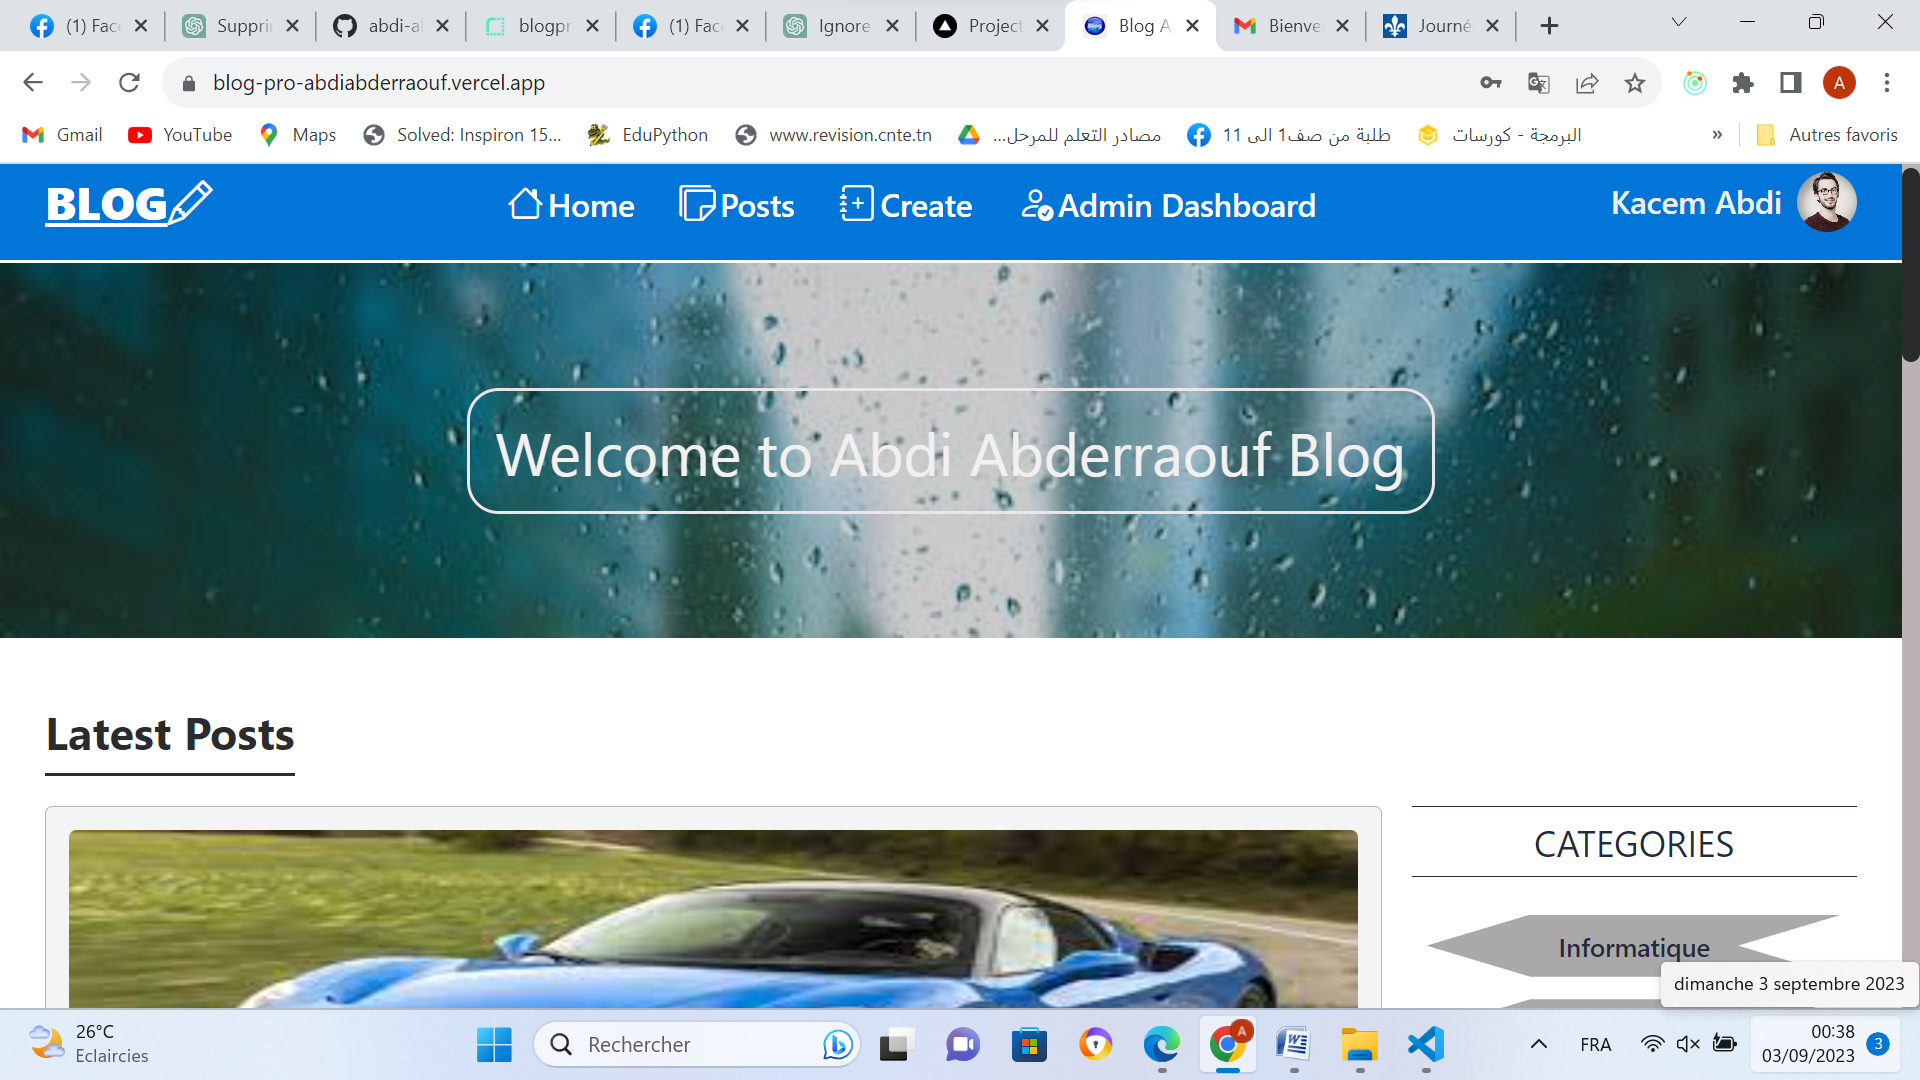 (1) Fac
Suppri
abdi-al
blogpr
(1) Fac
Ignore
Project
Blog A
Bienve
Journé
blog-pro-abdiabderraouf.vercel.app
A
Gmail
YouTube
Maps
Solved: Inspiron 15...
EduPython
www.revision.cnte.tn
مصادر التعلم للمرحل...
طلبة من صف1 الى 11
البرمجة - كورسات
»
Autres favoris
BLOG
Home
Posts
Create
Admin Dashboard
Kacem Abdi
Welcome to Abdi Abderraouf Blog
Latest Posts
CATEGORIES
Informatique
dimanche 3 septembre 2023
26°C
Eclaircies
Rechercher
A
FRA
00:38
03/09/2023
3